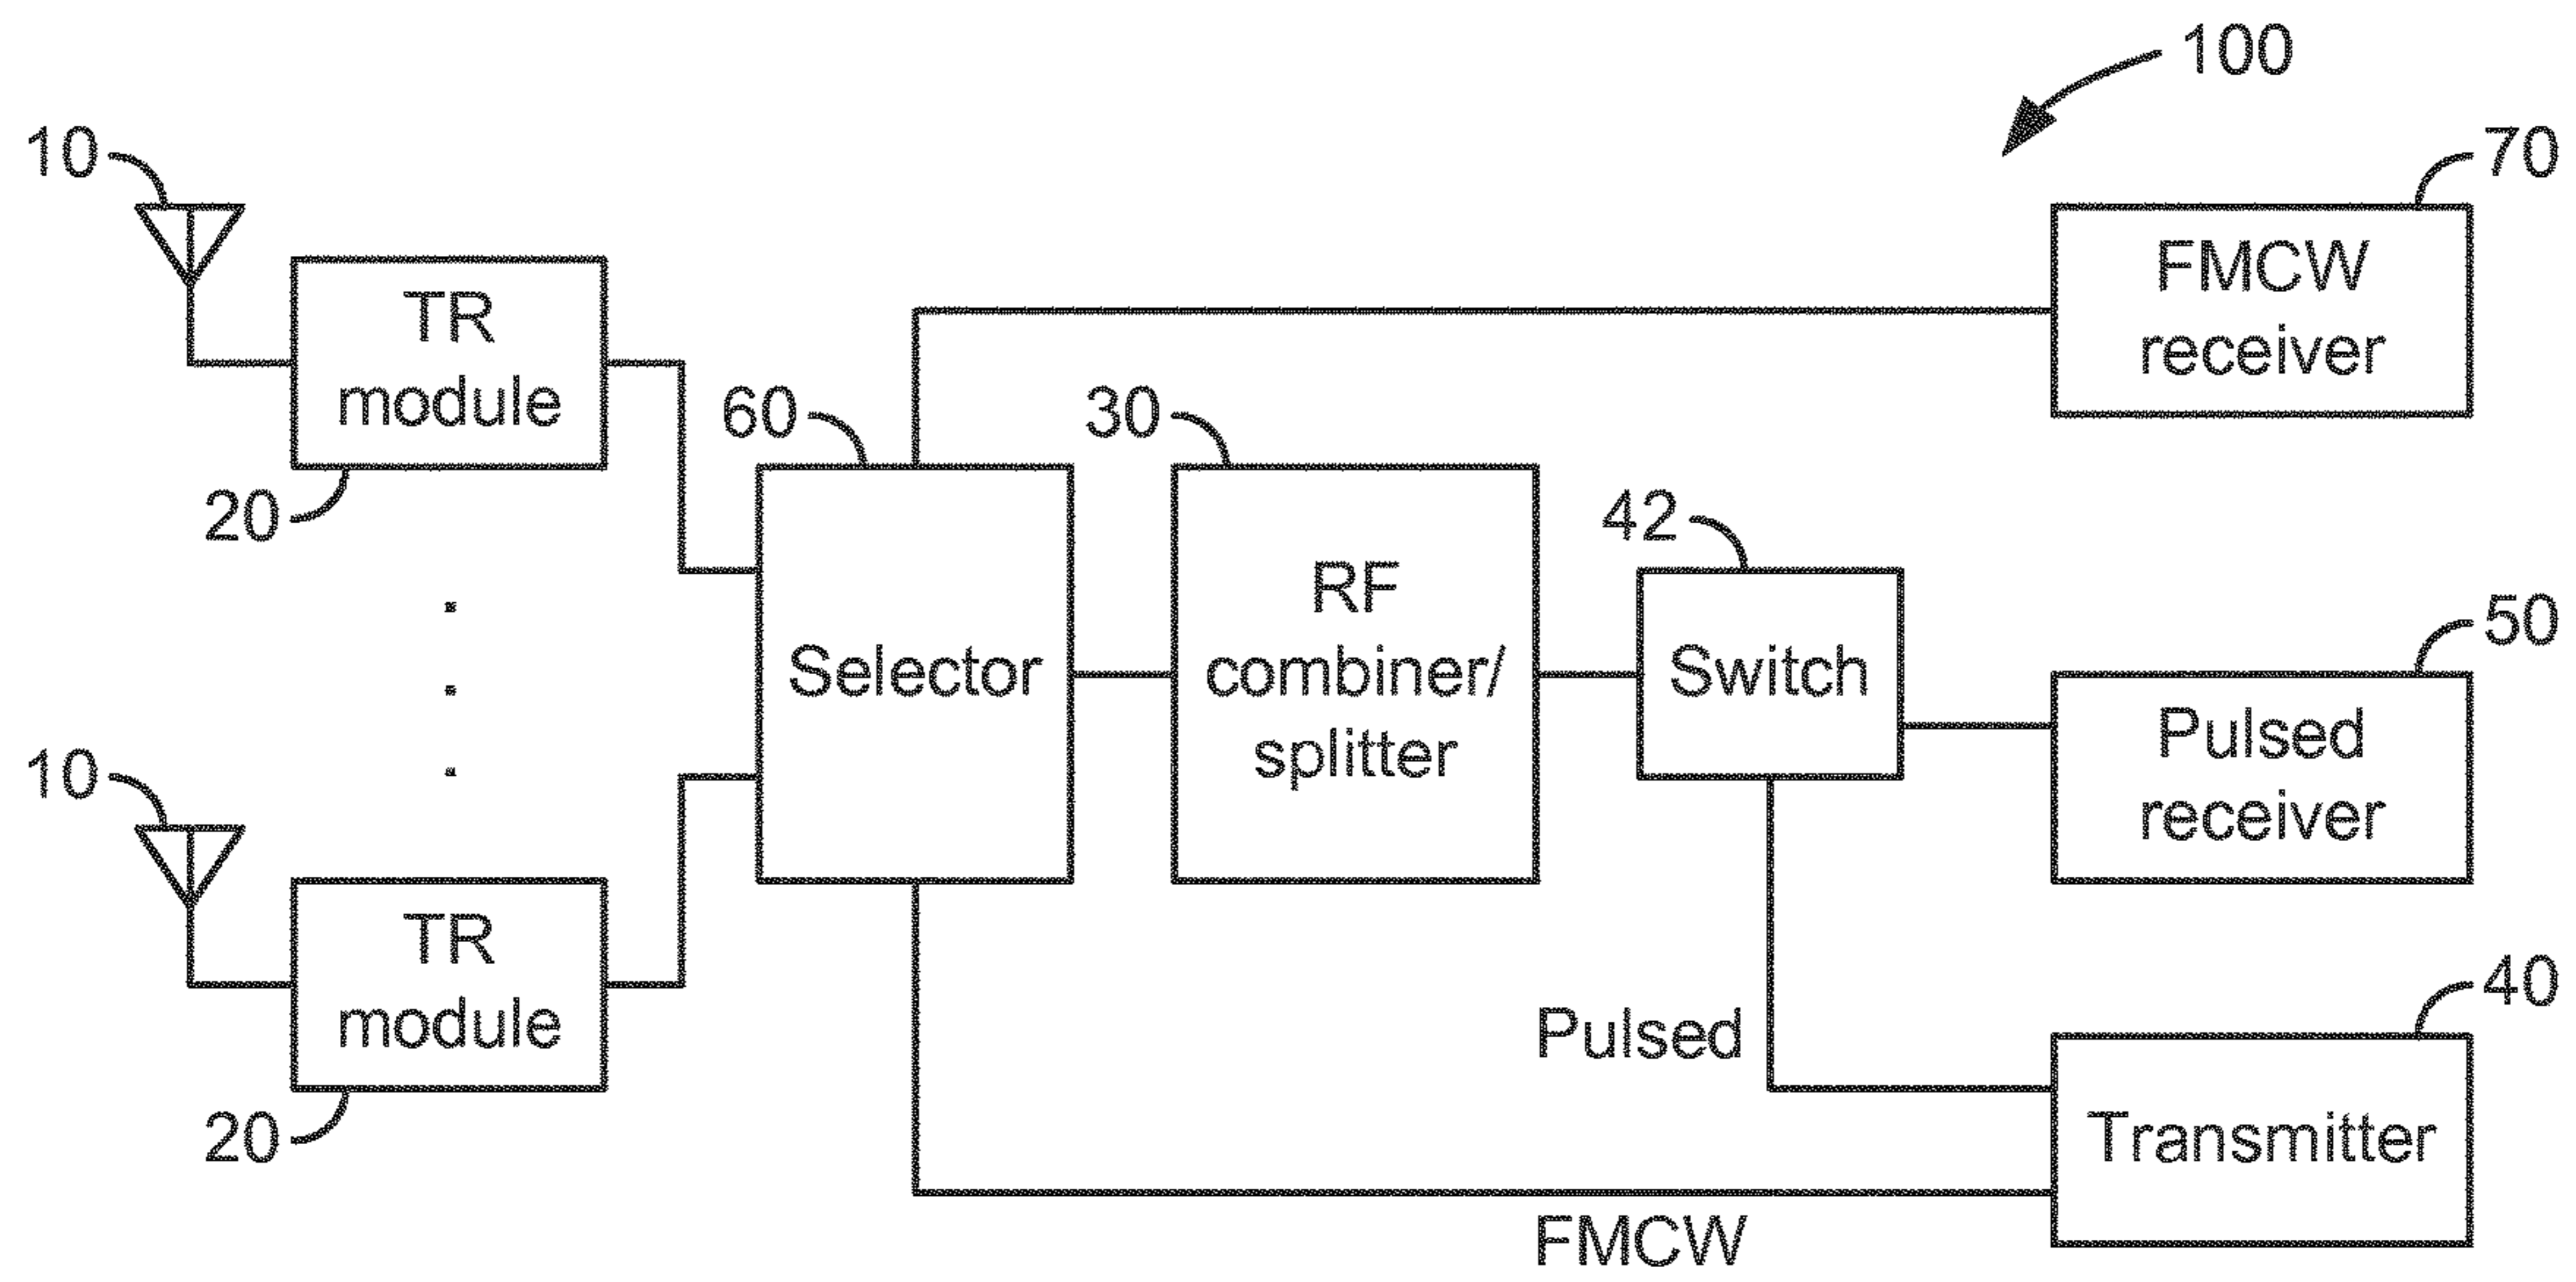 100
10
70
TR
module
FMCW
receiver
60
30
20
42
RF
combiner/
splitter
Selector
Switch
50
Pulsed
receiver
10
TR
module
Pulsed
40
Transmitter
20
FMCW